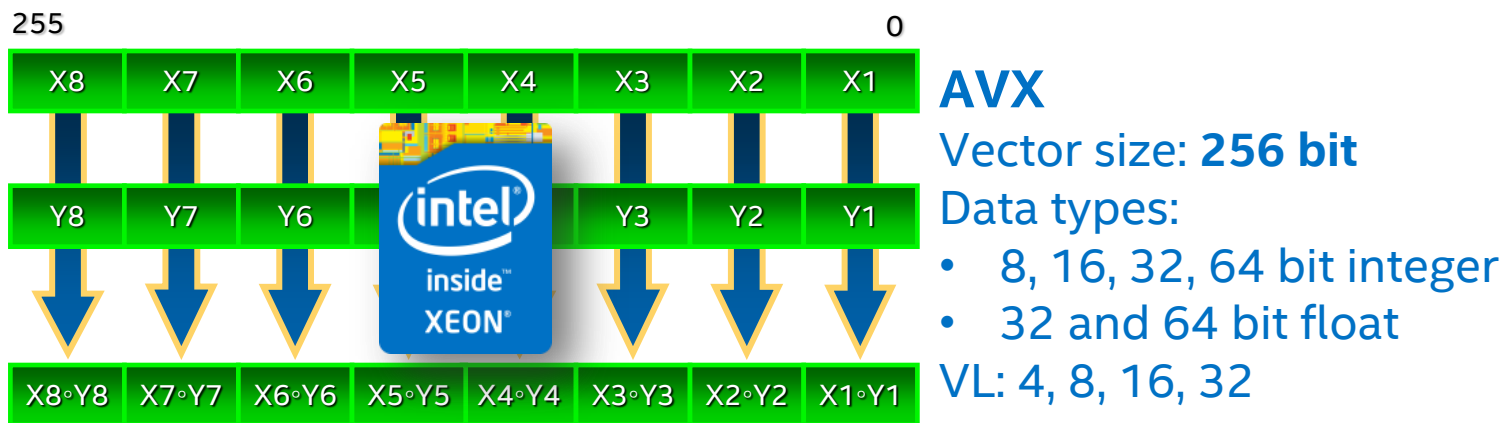 255 0
X8 X7 X6 X5 X4 X3 X2 X1
Y8 Y7 Y6 Y3 Y2 Y1
intel®
inside™
XEON®
X8∘Y8 X7∘Y7 X6∘Y6 X5∘Y5 X4∘Y4 X3∘Y3 X2∘Y2 X1∘Y1
AVX
Vector size: 256 bit
Data types:
• 8, 16, 32, 64 bit integer
• 32 and 64 bit float
VL: 4, 8, 16, 32